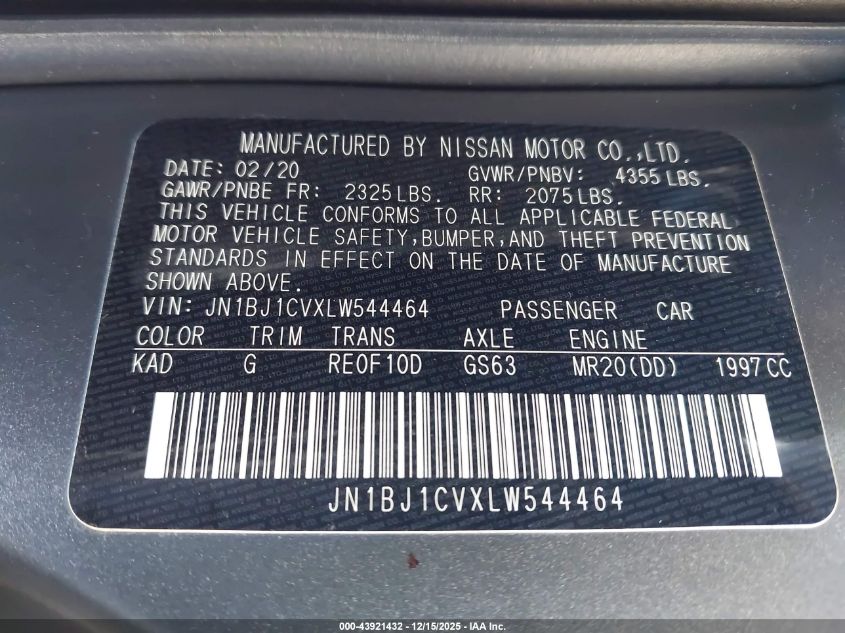 MANUFACTURED BY NISSAN MOTOR CO.,LTD.
DATE: 02/20 GVWR/PNBV: 4355 LBS.
GAWR/PNBE FR: 2325 LBS. RR: 2075 LBS.
THIS VEHICLE CONFORMS TO ALL APPLICABLE FEDERAL
MOTOR VEHICLE SAFETY,BUMPER,AND THEFT PREVENTION
STANDARDS IN EFFECT ON THE DATE OF MANUFACTURE
SHOWN ABOVE.
VIN: JN1BJ1CVXLW544464 PASSENGER CAR
COLOR TRIM TRANS AXLE ENGINE
KAD G RE0F10D GS63 MR20(DD) 1997 CC
JN1BJ1CVXLW544464
000-43921432 - 12/15/2025 - IAA Inc.